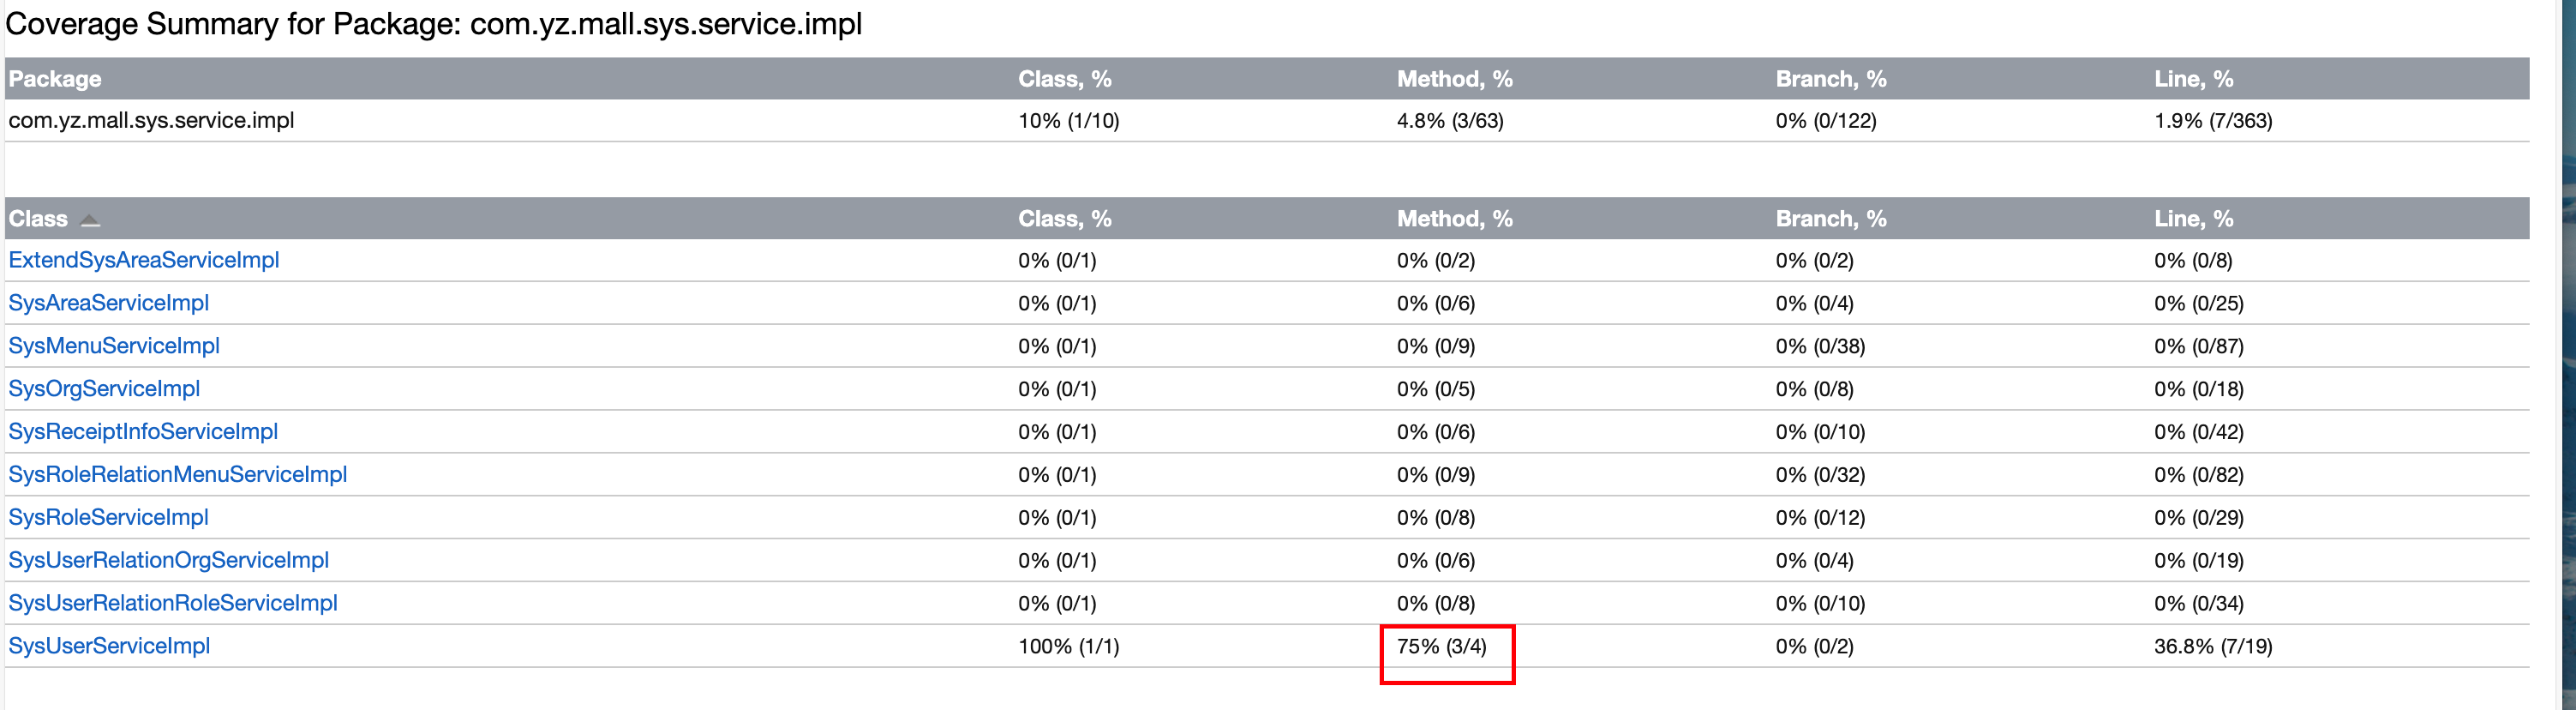 Coverage Summary for Package: com.yz.mall.sys.service.impl
Package Class, % Method, % Branch, % Line, %
com.yz.mall.sys.service.impl 10% (1/10) 4.8% (3/63) 0% (0/122) 1.9% (7/363)
Class Class, % Method, % Branch, % Line, %
ExtendSysAreaServiceImpl 0% (0/1) 0% (0/2) 0% (0/2) 0% (0/8)
SysAreaServiceImpl 0% (0/1) 0% (0/6) 0% (0/4) 0% (0/25)
SysMenuServiceImpl 0% (0/1) 0% (0/9) 0% (0/38) 0% (0/87)
SysOrgServiceImpl 0% (0/1) 0% (0/5) 0% (0/8) 0% (0/18)
SysReceiptInfoServiceImpl 0% (0/1) 0% (0/6) 0% (0/10) 0% (0/42)
SysRoleRelationMenuServiceImpl 0% (0/1) 0% (0/9) 0% (0/32) 0% (0/82)
SysRoleServiceImpl 0% (0/1) 0% (0/8) 0% (0/12) 0% (0/29)
SysUserRelationOrgServiceImpl 0% (0/1) 0% (0/6) 0% (0/4) 0% (0/19)
SysUserRelationRoleServiceImpl 0% (0/1) 0% (0/8) 0% (0/10) 0% (0/34)
SysUserServiceImpl 100% (1/1) 75% (3/4) 0% (0/2) 36.8% (7/19)